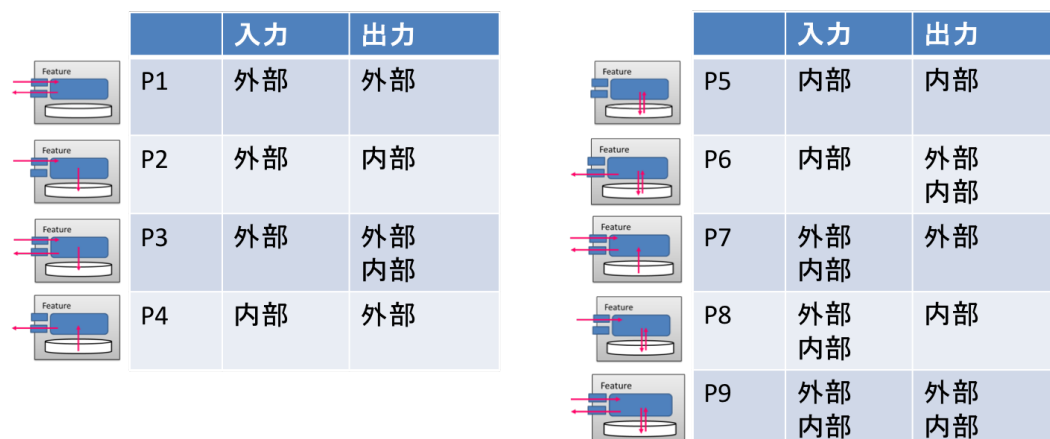 入力 出力
Feature
P1 外部 外部
Feature
P2 外部 内部
Feature
P3 外部 外部
内部
Feature
P4 内部 外部
入力 出力
Feature
P5 内部 内部
Feature
P6 内部 外部
内部
Feature
P7 外部 外部
内部
Feature
P8 外部 内部
内部
Feature
P9 外部 外部
内部 内部